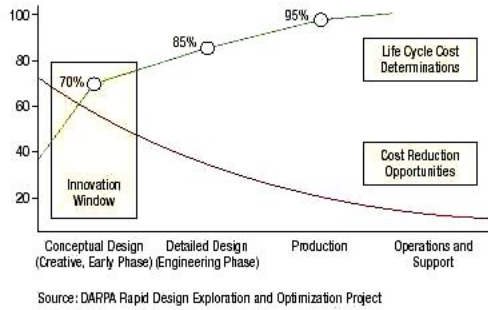 100
80
60
40
20
70%
85%
95%
Life Cycle Cost
Determinations
Cost Reduction
Opportunities
Innovation
Window
Conceptual Design
(Creative, Early Phase)
Detailed Design
(Engineering Phase)
Production
Operations and
Support
Source: DARPA Rapid Design Exploration and Optimization Project